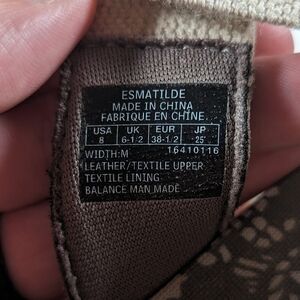 ESMATILDE
MADE IN CHINA
FABRIQUE EN CHINE
USA UK EUR JP
8 6-1/2 38-1/2 25
WIDTH:M 16410116
LEATHER/TEXTILE UPPER
TEXTILE LINING
BALANCE MAN MADE